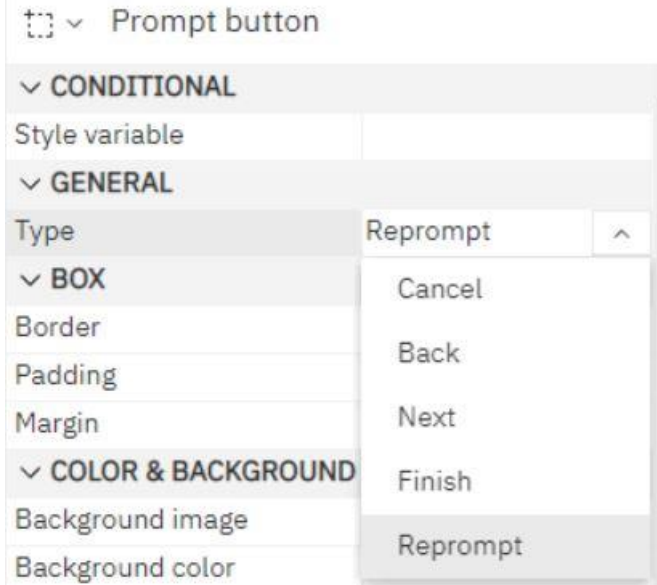 Prompt button
CONDITIONAL
Style variable
GENERAL
Type Reprompt
BOX
Cancel
Border
Back
Padding
Margin
Next
COLOR & BACKGROUND
Finish
Background image
Reprompt
Background color